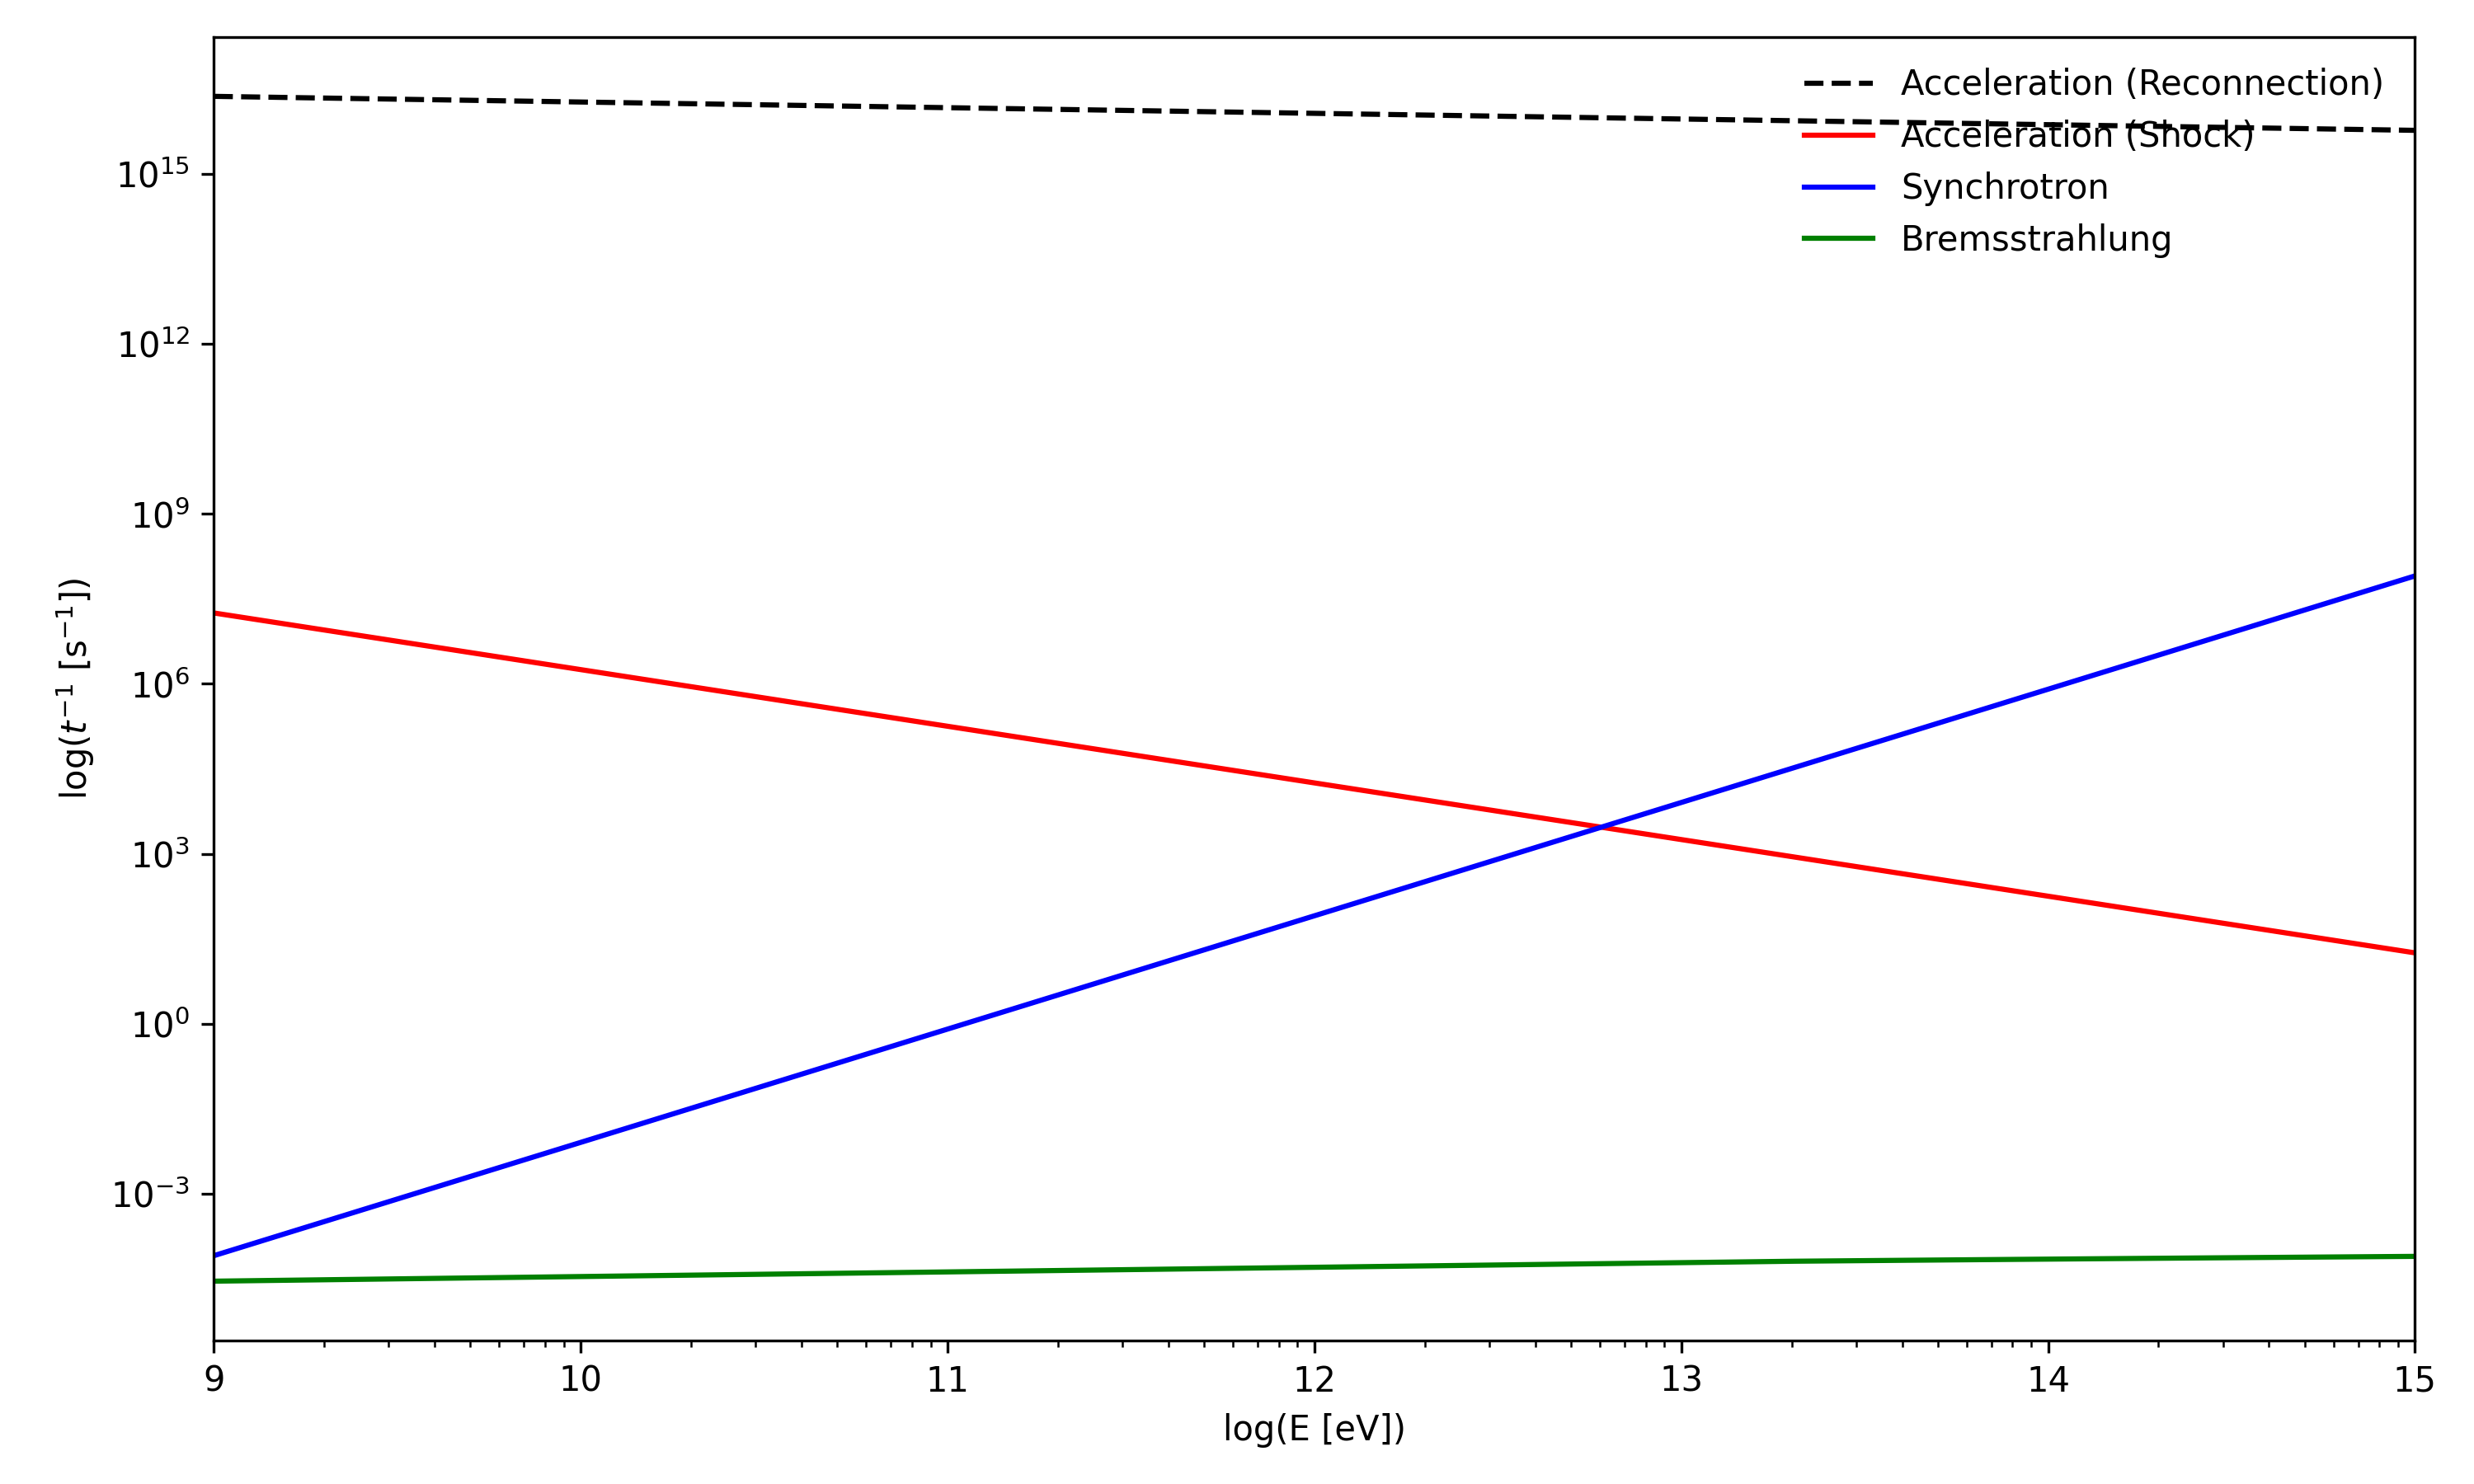 Acceleration (Reconnection)
Acceleration (Shock)
Synchrotron
Bremsstrahlung
10^15
10^12
10^9
10^6
10^3
10^0
10^−3
log(t^−1 [s^−1])
9 10 11 12 13 14 15
log(E [eV])